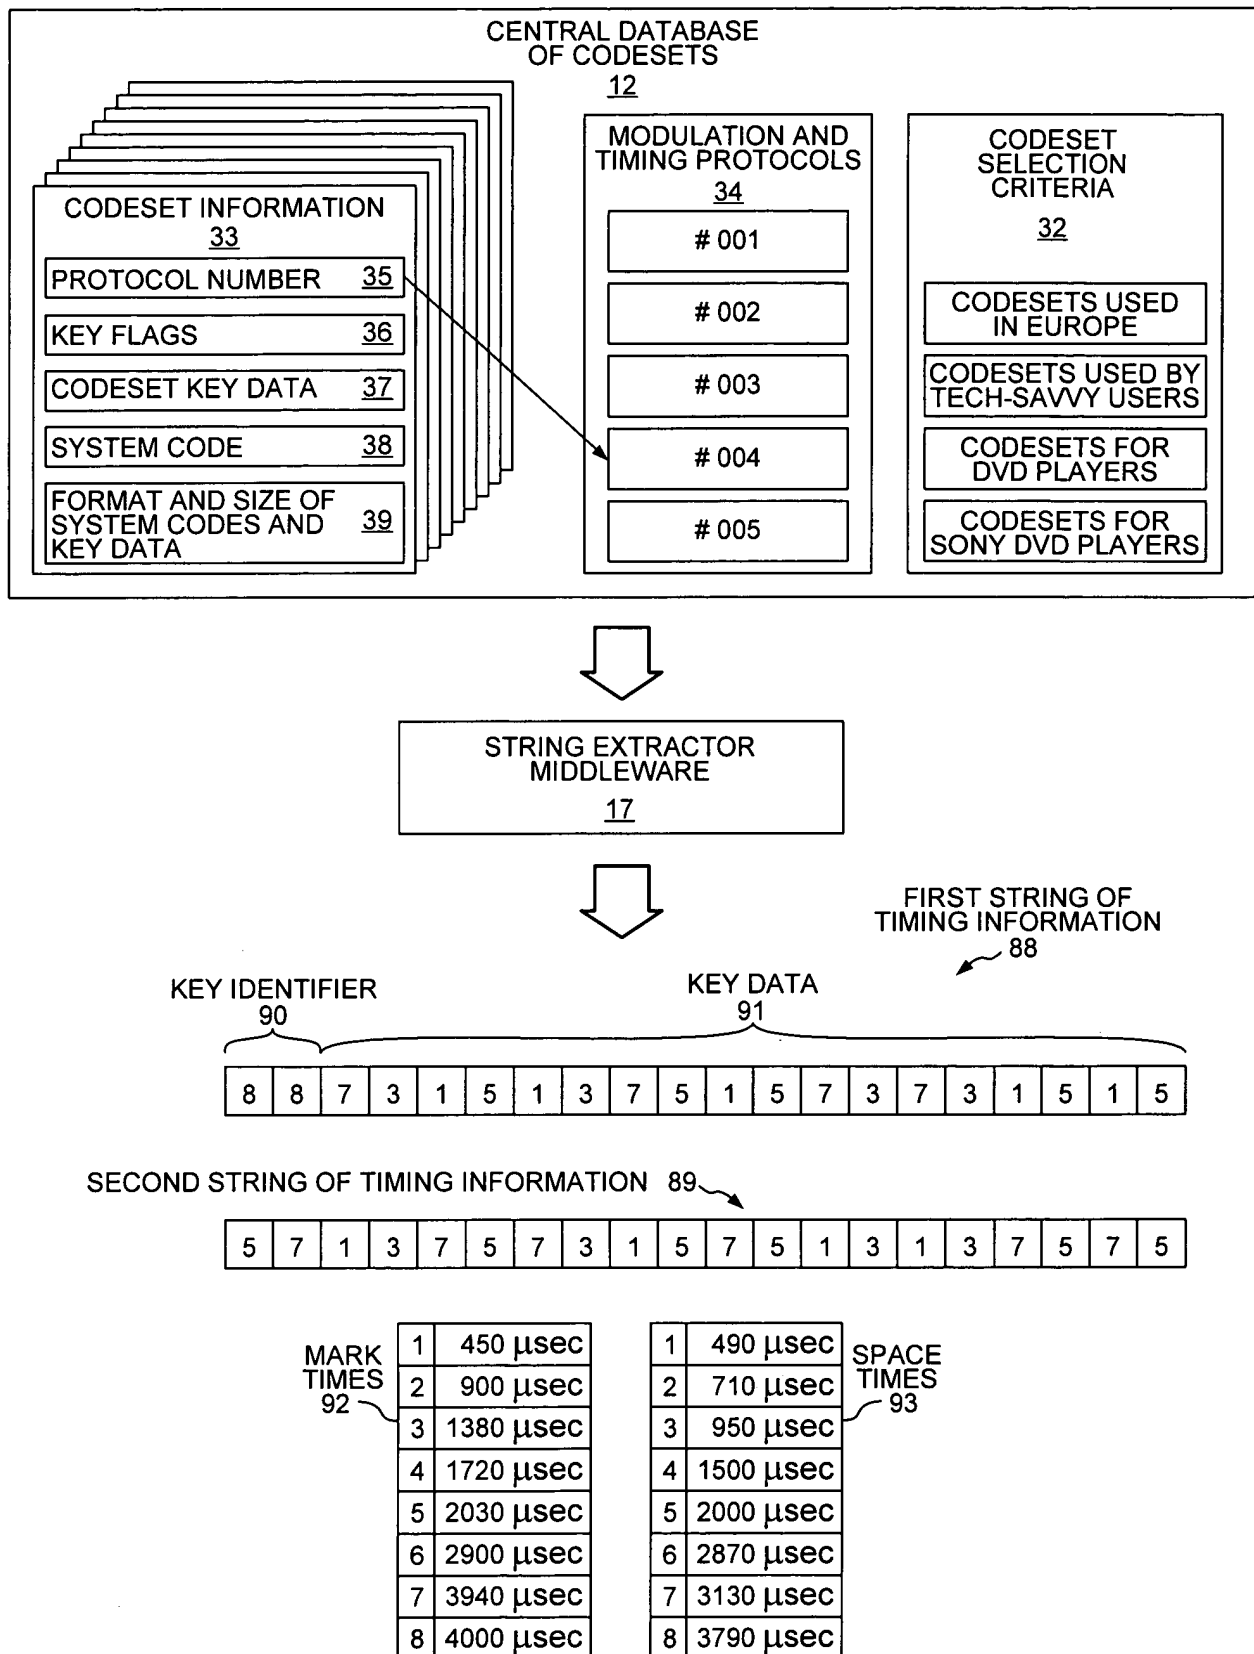 CENTRAL DATABASE
OF CODESETS
12
CODESET INFORMATION
33
PROTOCOL NUMBER 35
KEY FLAGS 36
CODESET KEY DATA 37
SYSTEM CODE 38
FORMAT AND SIZE OF
SYSTEM CODES AND 39
KEY DATA
MODULATION AND
TIMING PROTOCOLS
34
# 001
# 002
# 003
# 004
# 005
CODESET
SELECTION
CRITERIA
32
CODESETS USED
IN EUROPE
CODESETS USED BY
TECH-SAVVY USERS
CODESETS FOR
DVD PLAYERS
CODESETS FOR
SONY DVD PLAYERS
STRING EXTRACTOR
MIDDLEWARE
17
FIRST STRING OF
TIMING INFORMATION
88
KEY IDENTIFIER
90
KEY DATA
91
8 8 7 3 1 5 1 3 7 5 1 5 7 3 7 3 1 5 1 5
SECOND STRING OF TIMING INFORMATION 89
5 7 1 3 7 5 7 3 1 5 7 5 1 3 1 3 7 5 7 5
MARK
TIMES
92
1 450 μsec
2 900 μsec
3 1380 μsec
4 1720 μsec
5 2030 μsec
6 2900 μsec
7 3940 μsec
8 4000 μsec
1 490 μsec
2 710 μsec
3 950 μsec
4 1500 μsec
5 2000 μsec
6 2870 μsec
7 3130 μsec
8 3790 μsec
SPACE
TIMES
93